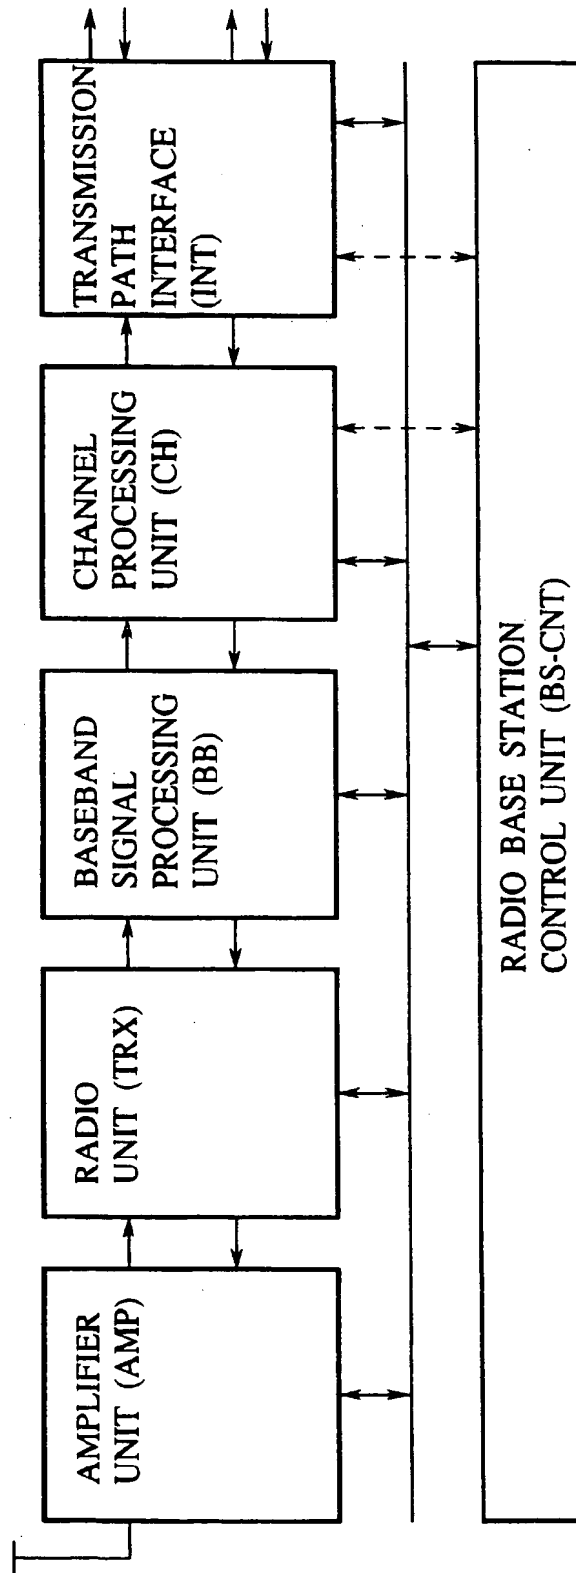 AMPLIFIER
UNIT (AMP)
RADIO
UNIT (TRX)
BASEBAND
SIGNAL
PROCESSING
UNIT (BB)
CHANNEL
PROCESSING
UNIT (CH)
TRANSMISSION
PATH
INTERFACE
(INT)
RADIO BASE STATION
CONTROL UNIT (BS-CNT)